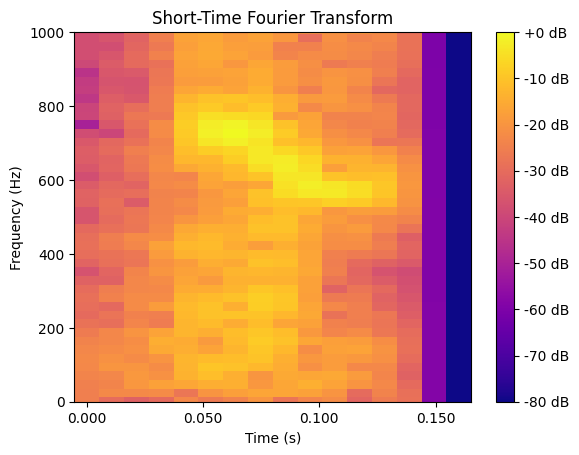 Short-Time Fourier Transform
1000
800
600
400
200
0
Frequency (Hz)
0.000
0.050
0.100
0.150
Time (s)
+0 dB
-10 dB
-20 dB
-30 dB
-40 dB
-50 dB
-60 dB
-70 dB
-80 dB